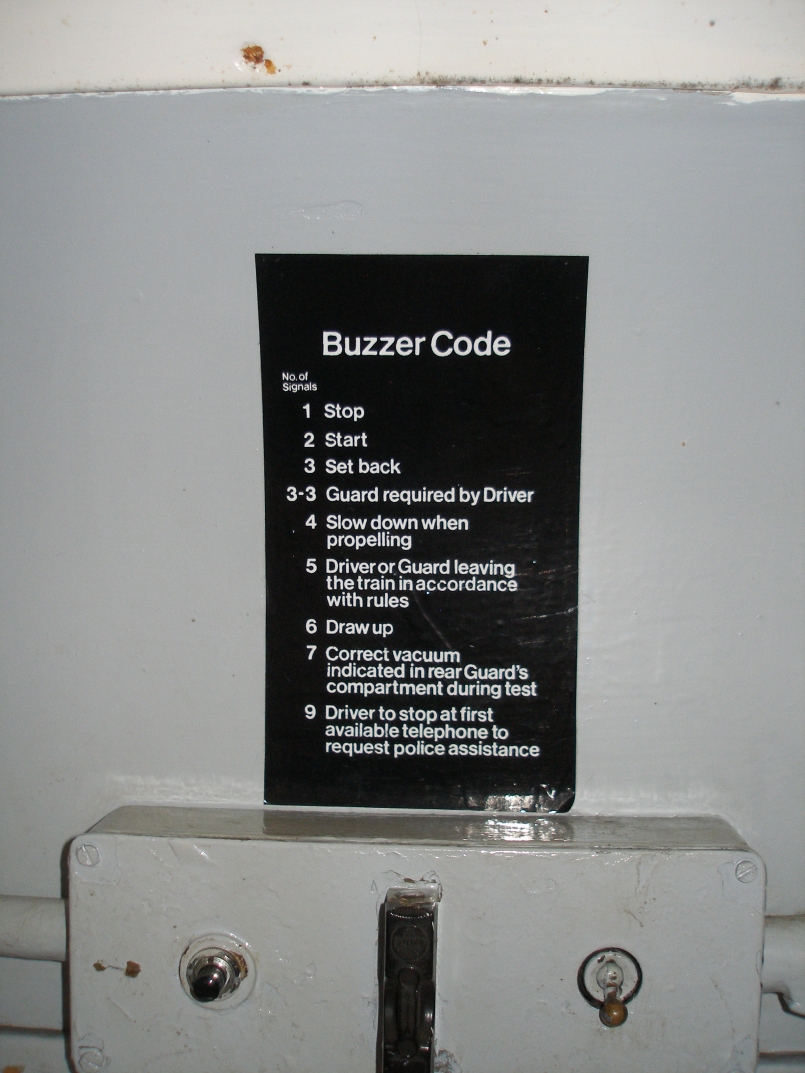 Buzzer Code
No. of
Signals
1 Stop
2 Start
3 Set back
3-3 Guard required by Driver
4 Slow down when
propelling
5 Driver or Guard leaving
the train in accordance
with rules
6 Draw up
7 Correct vacuum
indicated in rear Guard's
compartment during test
9 Driver to stop at first
available telephone to
request police assistance